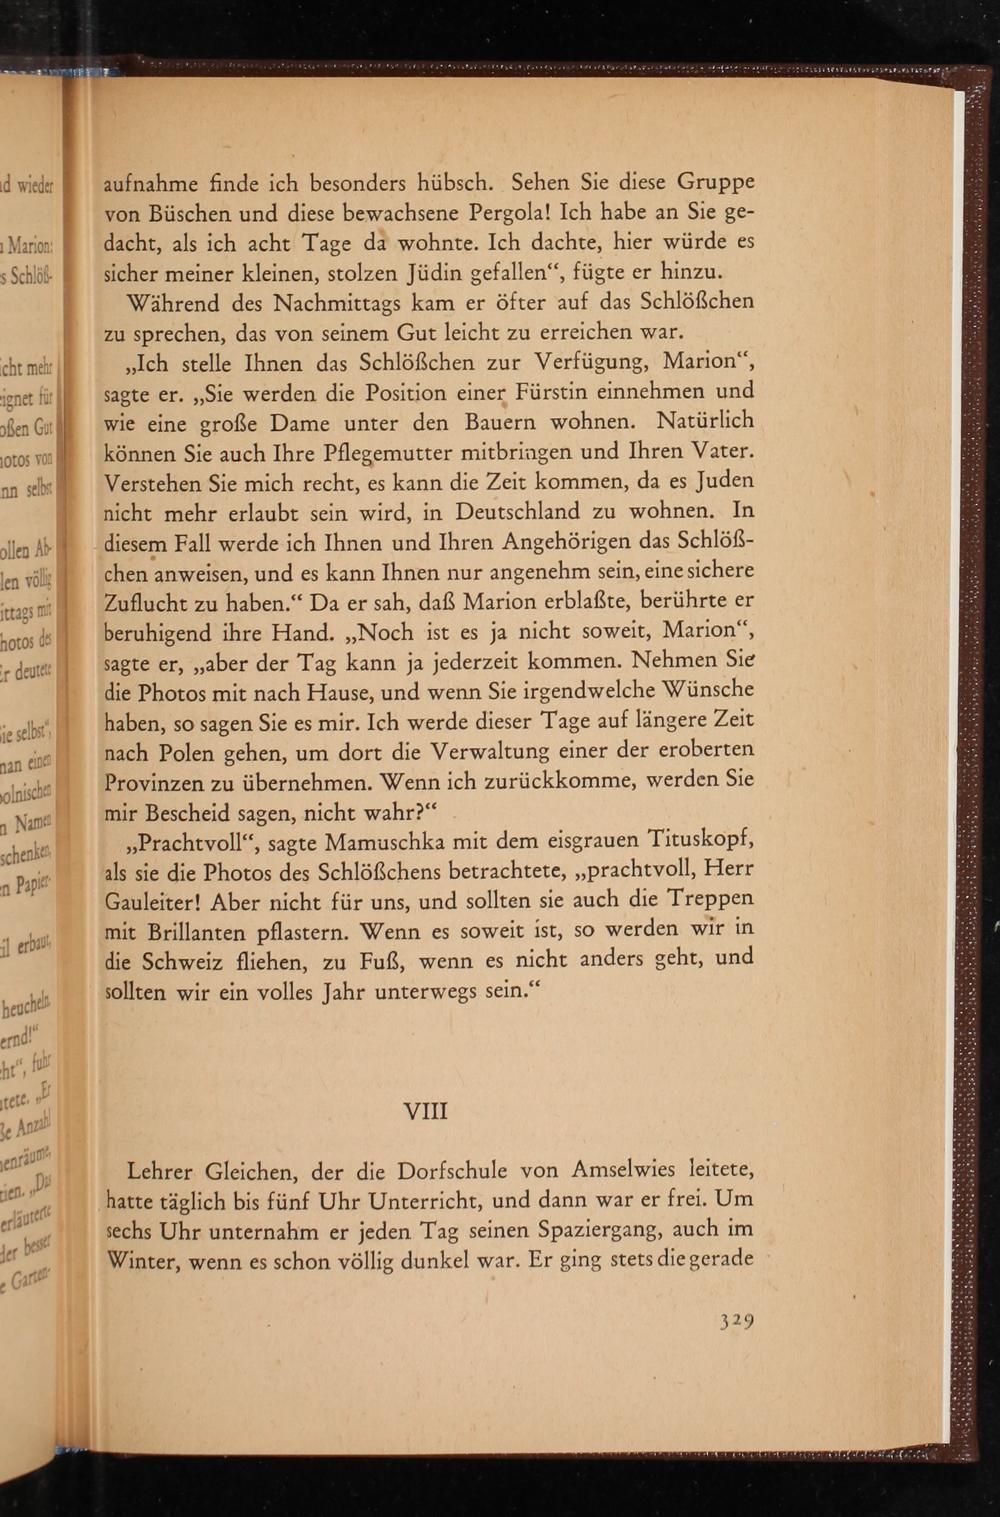 aufnahme finde ich besonders hübsch. Sehen Sie diese Gruppe
von Büschen und diese bewachsene Pergola! Ich habe an Sie ge-
dacht, als ich acht Tage da wohnte. Ich dachte, hier würde es
sicher meiner kleinen, stolzen Jüdin gefallen“, fügte er hinzu.
Während des Nachmittags kam er öfter auf das Schlößchen
zu sprechen, das von seinem Gut leicht zu erreichen war.
„Ich stelle Ihnen das Schlößchen zur Verfügung, Marion“,
sagte er. „Sie werden die Position einer Fürstin einnehmen und
wie eine große Dame unter den Bauern wohnen. Natürlich
können Sie auch Ihre Pflegemutter mitbringen und Ihren Vater.
Verstehen Sie mich recht, es kann die Zeit kommen, da es Juden
nicht mehr erlaubt sein wird, in Deutschland zu wohnen. In
diesem Fall werde ich Ihnen und Ihren Angehörigen das Schlöß-
chen anweisen, und es kann Ihnen nur angenehm sein, eine sichere
Zuflucht zu haben.“ Da er sah, daß Marion erblaßte, berührte er
beruhigend ihre Hand. „Noch ist es ja nicht soweit, Marion“,
sagte er, „aber der Tag kann ja jederzeit kommen. Nehmen Sie
die Photos mit nach Hause, und wenn Sie irgendwelche Wünsche
haben, so sagen Sie es mir. Ich werde dieser Tage auf längere Zeit
nach Polen gehen, um dort die Verwaltung einer der eroberten
Provinzen zu übernehmen. Wenn ich zurückkomme, werden Sie
mir Bescheid sagen, nicht wahr?“
„Prachtvoll“, sagte Mamuschka mit dem eisgrauen Tituskopf,
als sie die Photos des Schlößchens betrachtete, „prachtvoll, Herr
Gauleiter! Aber nicht für uns, und sollten sie auch die Treppen
mit Brillanten pflastern. Wenn es soweit ist, so werden wir in
die Schweiz fliehen, zu Fuß, wenn es nicht anders geht, und
sollten wir ein volles Jahr unterwegs sein.“
VIII
Lehrer Gleichen, der die Dorfschule von Amselwies leitete,
hatte täglich bis fünf Uhr Unterricht, und dann war er frei. Um
sechs Uhr unternahm er jeden Tag seinen Spaziergang, auch im
Winter, wenn es schon völlig dunkel war. Er ging stets die gerade
329